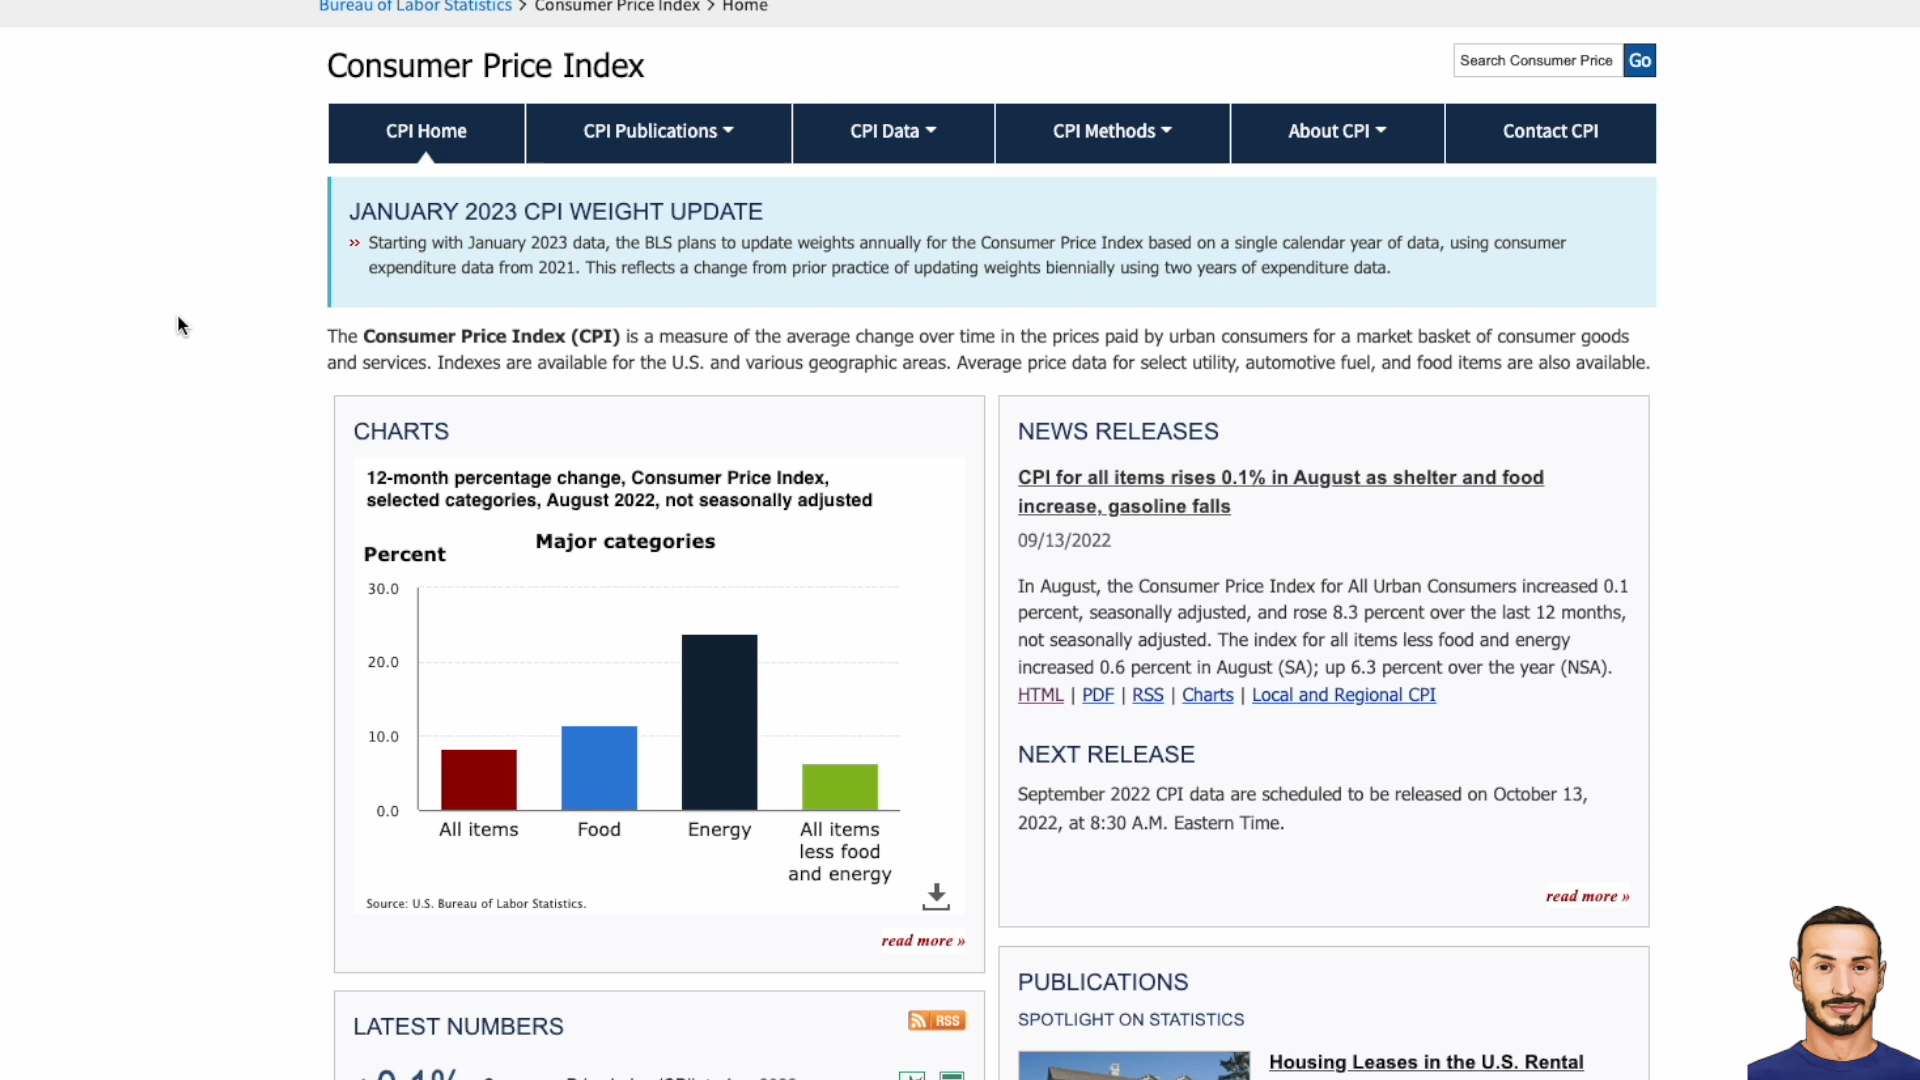 Bureau of Labor Statistics > Consumer Price Index > Home
Consumer Price Index
Search Consumer Price
Go
CPI Home
CPI Publications
CPI Data
CPI Methods
About CPI
Contact CPI
JANUARY 2023 CPI WEIGHT UPDATE
» Starting with January 2023 data, the BLS plans to update weights annually for the Consumer Price Index based on a single calendar year of data, using consumer
expenditure data from 2021. This reflects a change from prior practice of updating weights biennially using two years of expenditure data.
The Consumer Price Index (CPI) is a measure of the average change over time in the prices paid by urban consumers for a market basket of consumer goods
and services. Indexes are available for the U.S. and various geographic areas. Average price data for select utility, automotive fuel, and food items are also available.
CHARTS
12-month percentage change, Consumer Price Index,
selected categories, August 2022, not seasonally adjusted
Major categories
Percent
30.0
20.0
10.0
0.0
All items
Food
Energy
All items
less food
and energy
Source: U.S. Bureau of Labor Statistics.
read more »
NEWS RELEASES
CPI for all items rises 0.1% in August as shelter and food
increase, gasoline falls
09/13/2022
In August, the Consumer Price Index for All Urban Consumers increased 0.1
percent, seasonally adjusted, and rose 8.3 percent over the last 12 months,
not seasonally adjusted. The index for all items less food and energy
increased 0.6 percent in August (SA); up 6.3 percent over the year (NSA).
HTML | PDF | RSS | Charts | Local and Regional CPI
NEXT RELEASE
September 2022 CPI data are scheduled to be released on October 13,
2022, at 8:30 A.M. Eastern Time.
read more »
LATEST NUMBERS
RSS
PUBLICATIONS
SPOTLIGHT ON STATISTICS
Housing Leases in the U.S. Rental